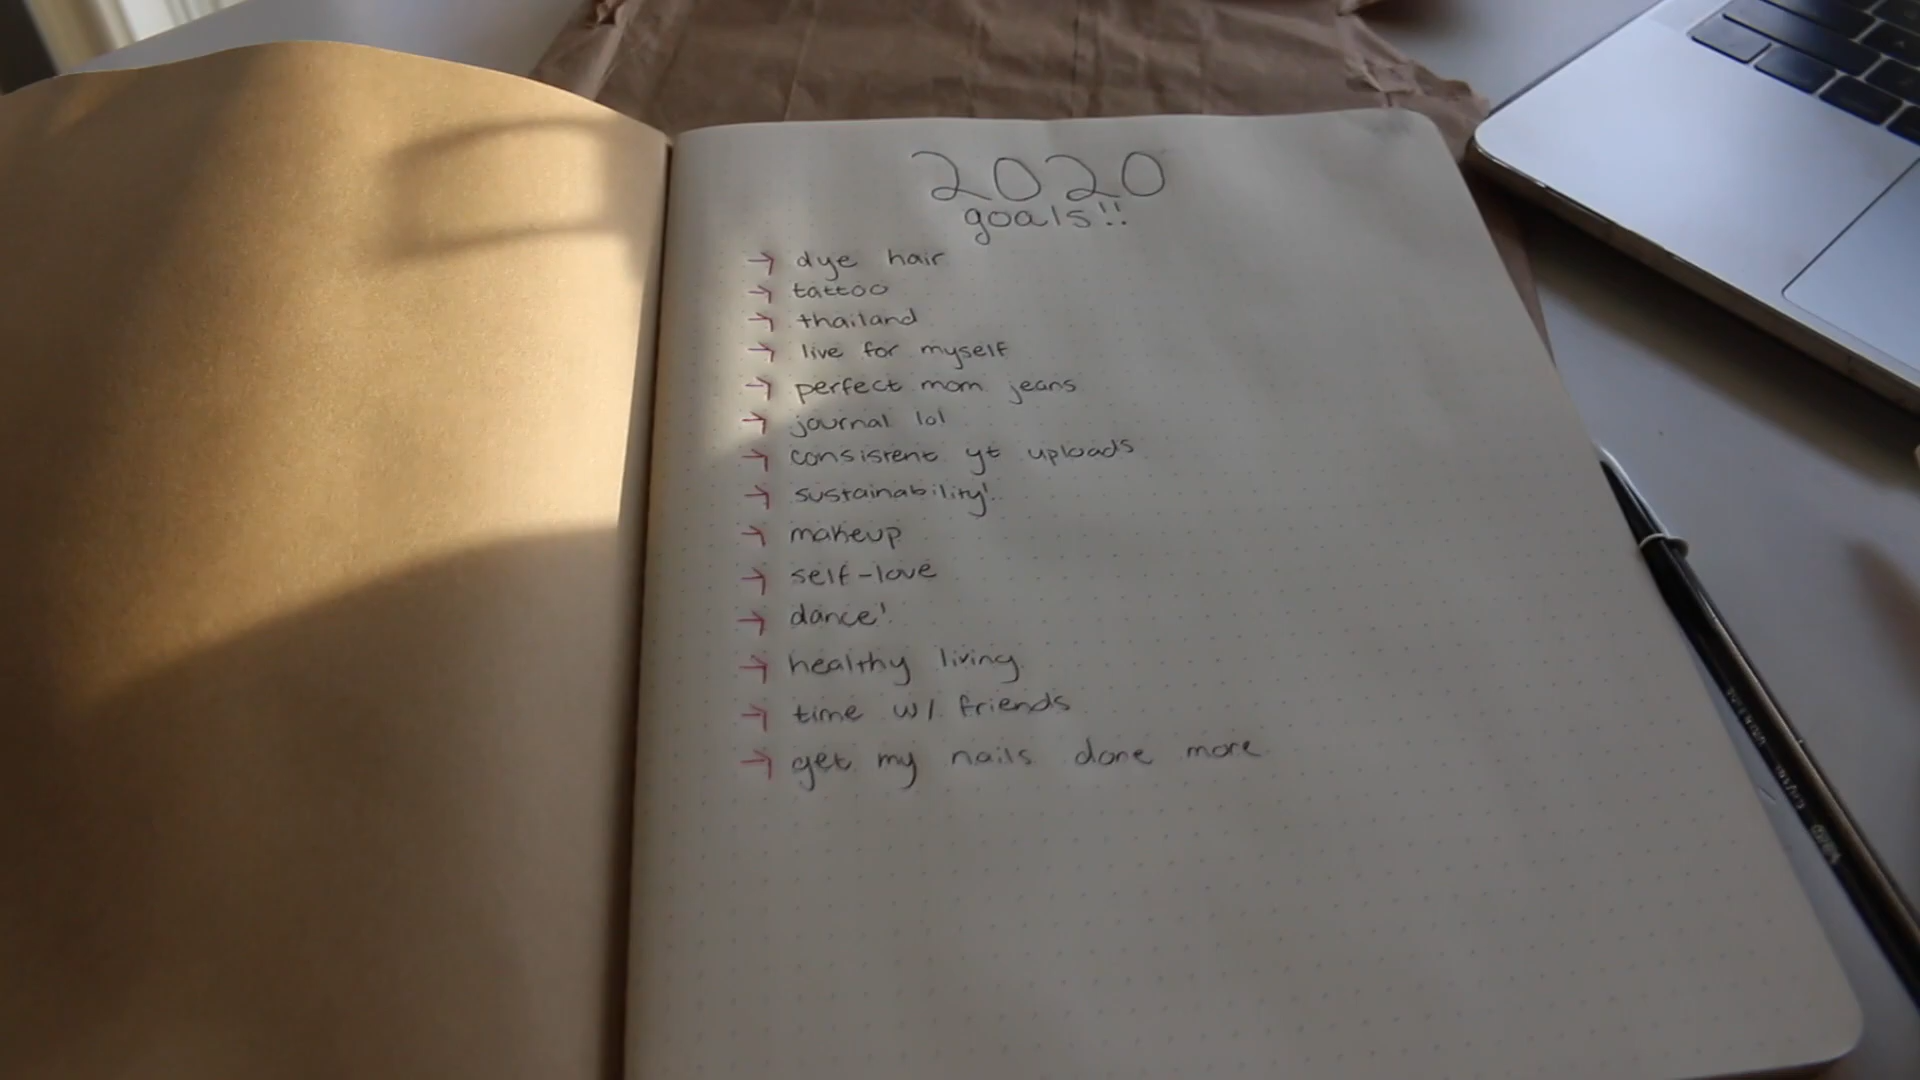 2020
goals!!
→ dye hair
→ tattoo
→ thailand
→ live for myself
→ perfect mom jeans
→ journal lol
→ consistent yt uploads
→ sustainability!
→ makeup
→ self-love
→ dance!
→ healthy living
→ time w/ friends
→ get my nails done more